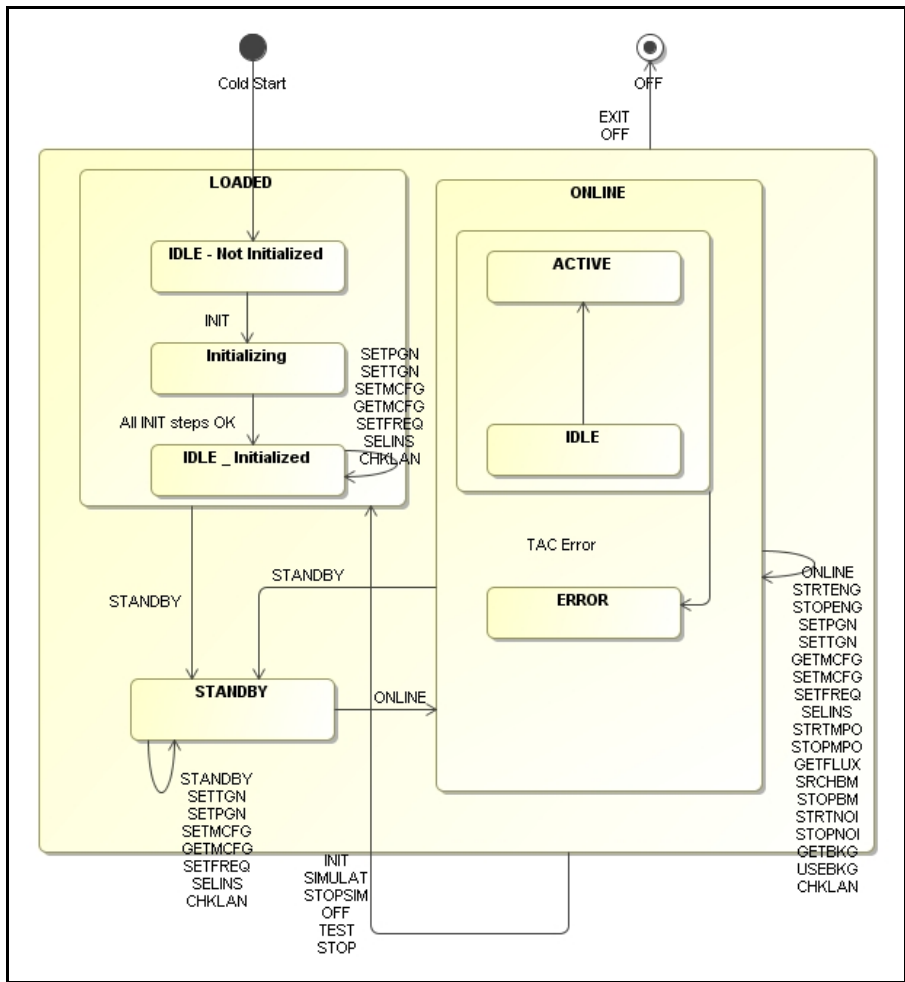 Cold Start
OFF
EXIT
OFF
LOADED
ONLINE
IDLE - Not Initialized
ACTIVE
INIT
Initializing
SETPGN
SETTGN
SETMCFG
GETMCFG
SETFREQ
SELINS
CHKLAN
All INIT steps OK
IDLE _ Initialized
IDLE
TAC Error
STANDBY
STANDBY
ERROR
ONLINE
STRTENG
STOPENG
SETPGN
SETTGN
GETMCFG
SETMCFG
SETFREQ
SELINS
STRTMPO
STOPMPO
GETFLUX
SRCHBM
STOPBM
STRTNOI
STOPNOI
GETBKG
USEBKG
CHKLAN
STANDBY
ONLINE
STANDBY
SETTGN
SETPGN
SETMCFG
GETMCFG
SETFREQ
SELINS
CHKLAN
INIT
SIMULAT
STOPSIM
OFF
TEST
STOP